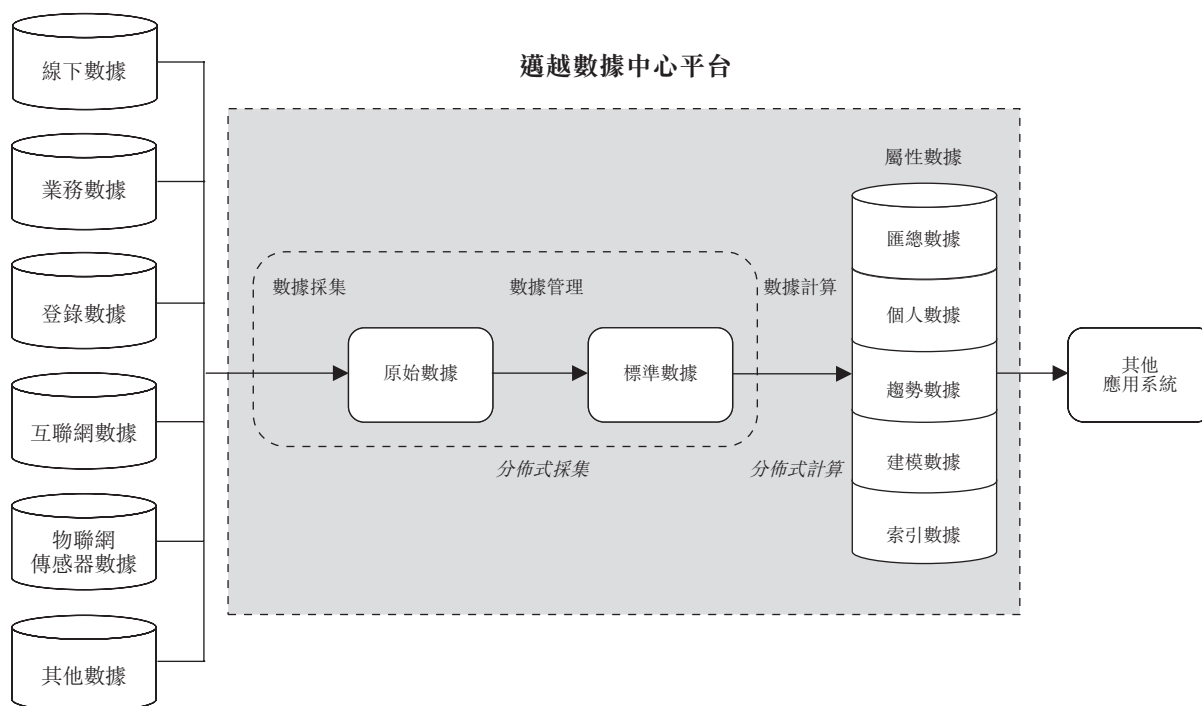 邁越數據中心平台
線下數據
業務數據
登錄數據
互聯網數據
物聯網
傳感器數據
其他數據
數據採集
數據管理
數據計算
原始數據
標準數據
分佈式採集
分佈式計算
屬性數據
匯總數據
個人數據
趨勢數據
建模數據
索引數據
其他
應用系統